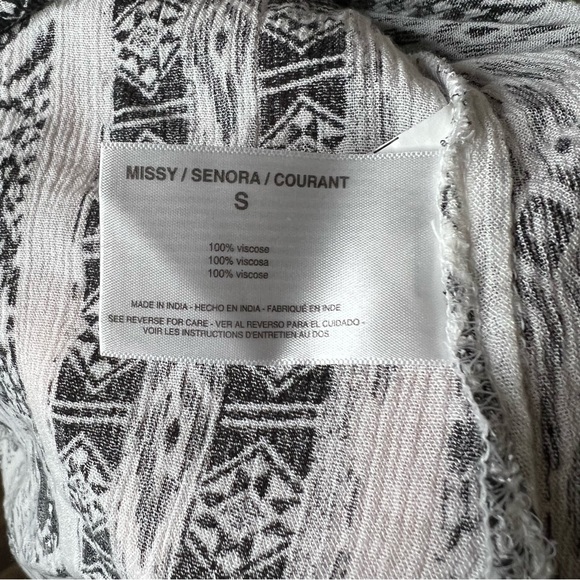 MISSY / SENORA / COURANT
S
100% viscose
100% viscosa
100% viscose
MADE IN INDIA - HECHO EN INDIA - FABRIQUÉ EN INDE
SEE REVERSE FOR CARE - VER AL REVERSO PARA EL CUIDADO -
VOIR LES INSTRUCTIONS D'ENTRETIEN AU DOS